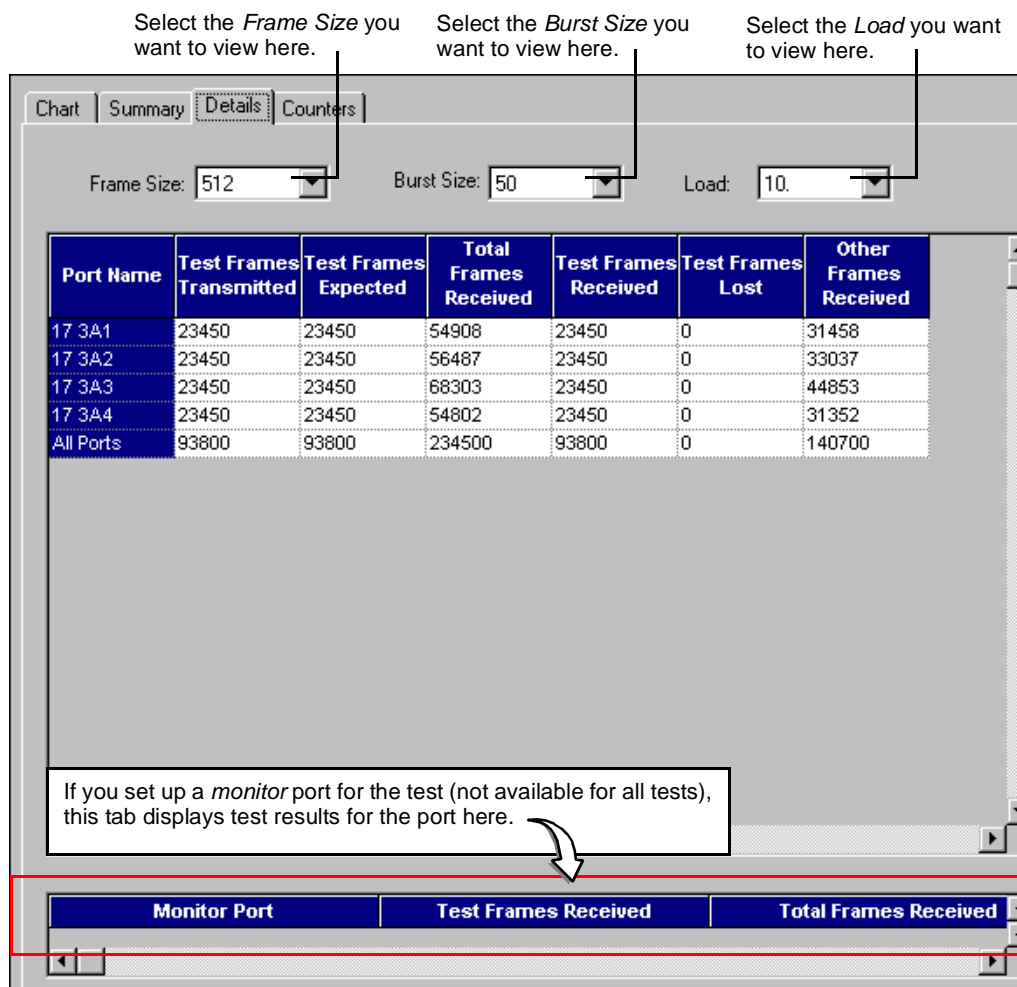 Select the Frame Size you
want to view here.
Select the Burst Size you
want to view here.
Select the Load you want
to view here.
Chart Summary Details Counters
Frame Size: 512 Burst Size: 50 Load: 10.
Port Name Test Frames Transmitted Test Frames Expected Total Frames Received Test Frames Received Test Frames Lost Other Frames Received
17 3A1 23450 23450 54908 23450 0 31458
17 3A2 23450 23450 56487 23450 0 33037
17 3A3 23450 23450 68303 23450 0 44853
17 3A4 23450 23450 54802 23450 0 31352
All Ports 93800 93800 234500 93800 0 140700
If you set up a monitor port for the test (not available for all tests),
this tab displays test results for the port here.
Monitor Port Test Frames Received Total Frames Received